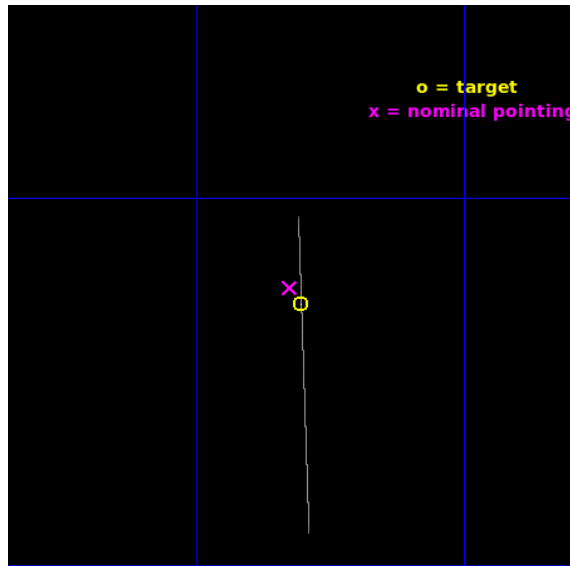 o = target
x = nominal pointing